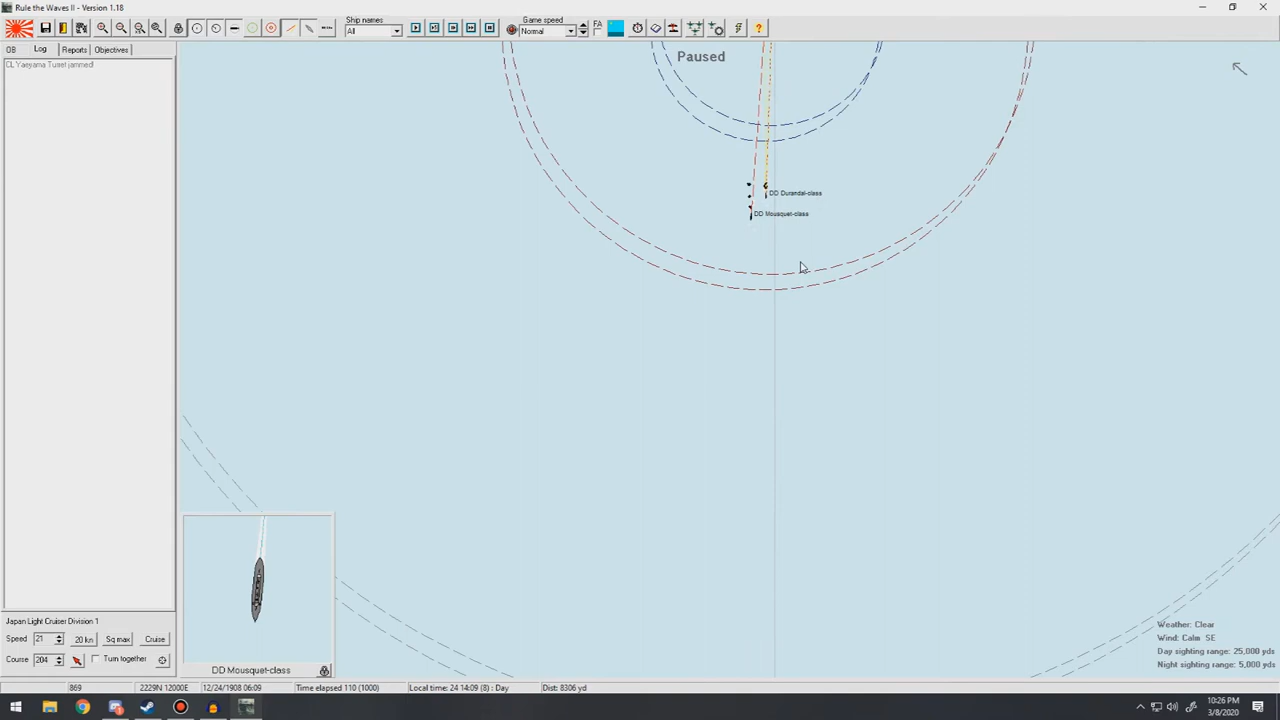 Rule the Waves II - Version 1.18
Ship names
All
Game speed
Normal
FA
OB
Log
Reports
Objectives
CL Yaeyama Turret jammed!
Paused
DD Durandal-class
DD Mousquet-class
Japan Light Cruiser Division 1
Speed
21
20 kn
Sq max
Cruise
Course
204
Turn together
DD Mousquet-class
Weather: Clear
Wind: Calm SE
Day sighting range: 25,000 yds
Night sighting range: 5,000 yds
869
2229N 12000E
12/24/1908 06:09
Time elapsed 110 (1000)
Local time: 24 14:09 (8) : Day
Dist: 8306 yd
10:26 PM
3/8/2020